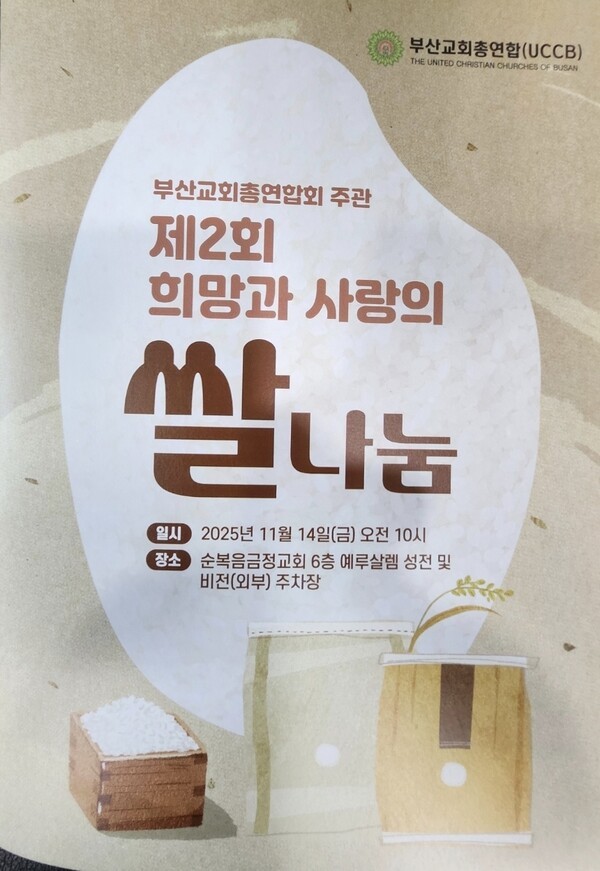 부산교회총연합(UCCB)
THE UNITED CHRISTIAN CHURCHES OF BUSAN
부산교회총연합회 주관
제2회
희망과 사랑의
쌀나눔
일시 2025년 11월 14일(금) 오전 10시
장소 순복음금정교회 6층 예루살렘 성전 및
비전(외부) 주차장